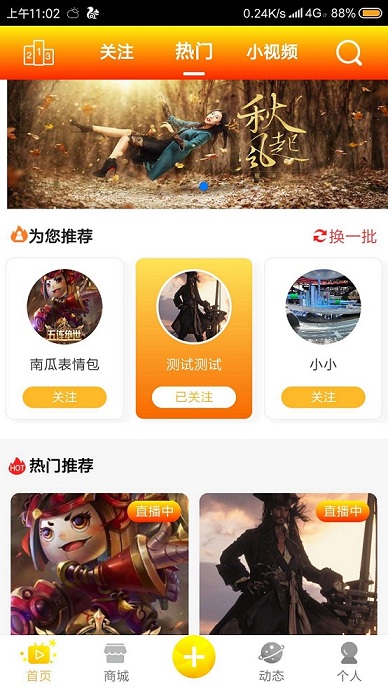 上午11:02
0.24K/s 4G 88%
1 2 3
关注 热门 小视频
秋风起
为您推荐
换一批
五连绝世
南瓜表情包 测试测试 小小
关注 已关注 关注
HOT 热门推荐
直播中 直播中
首页 商城 动态 个人